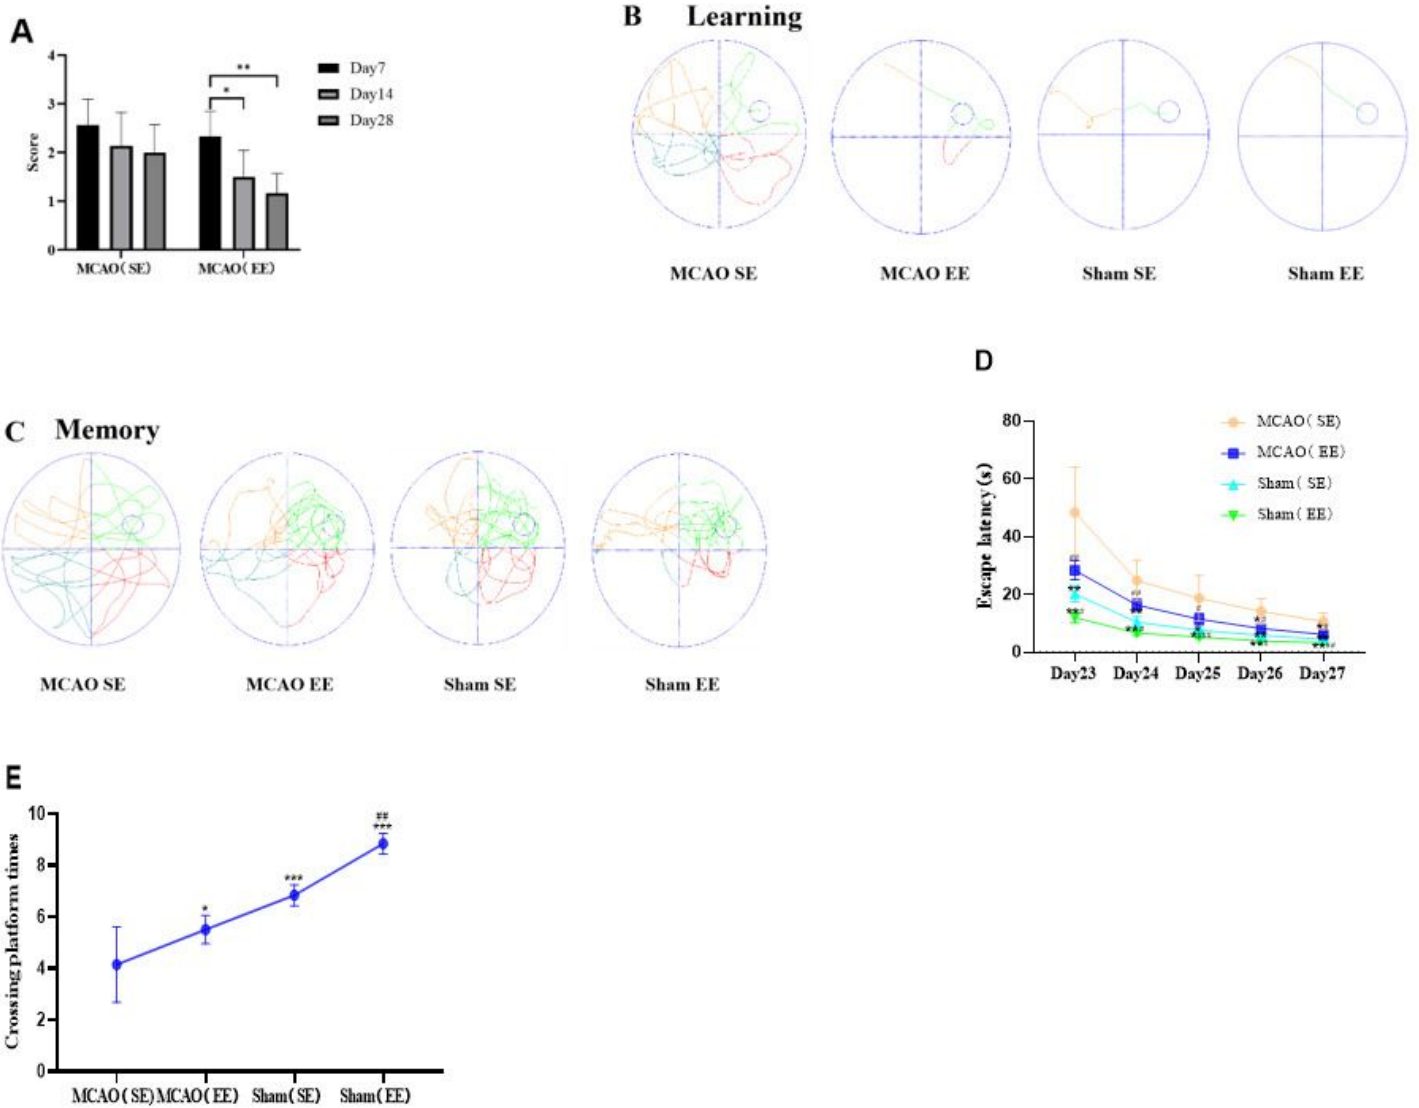 A
4
3
2
1
0
Score
**
*
MCAO(SE)
MCAO(EE)
Day7
Day14
Day28
B Learning
MCAO SE
MCAO EE
Sham SE
Sham EE
C Memory
MCAO SE
MCAO EE
Sham SE
Sham EE
D
80
60
40
20
0
Escape latency(s)
MCAO( SE)
MCAO( EE)
Sham( SE)
Sham( EE)
Day23
Day24
Day25
Day26
Day27
E
10
8
6
4
2
0
Crossing platform times
*
***
##
***
MCAO(SE)
MCAO(EE)
Sham(SE)
Sham(EE)